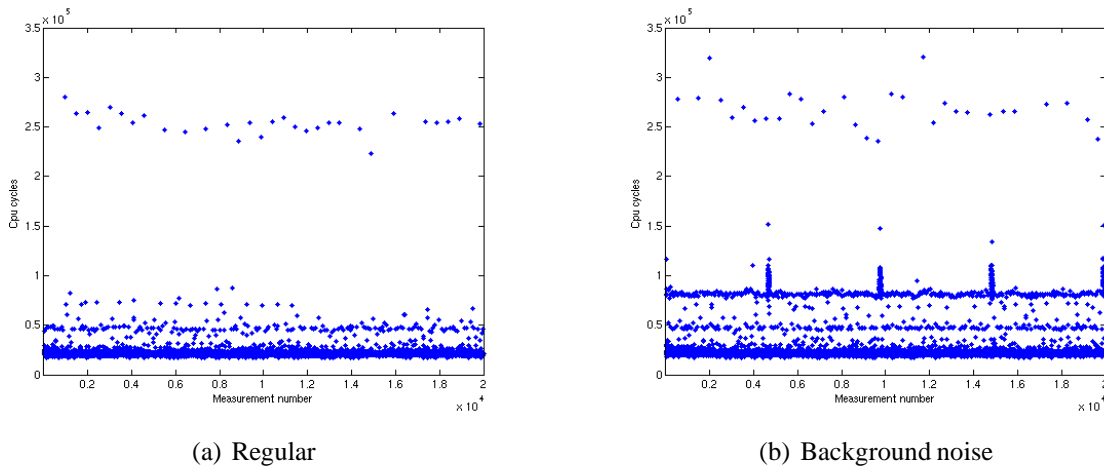 x 10^5
3.5
3
2.5
2
1.5
1
0.5
0
Cpu cycles
0.2 0.4 0.6 0.8 1 1.2 1.4 1.6 1.8 2
Measurement number
x 10^4
(a) Regular
x 10^5
3.5
3
2.5
2
1.5
1
0.5
0
Cpu cycles
0.2 0.4 0.6 0.8 1 1.2 1.4 1.6 1.8 2
Measurement number
x 10^4
(b) Background noise